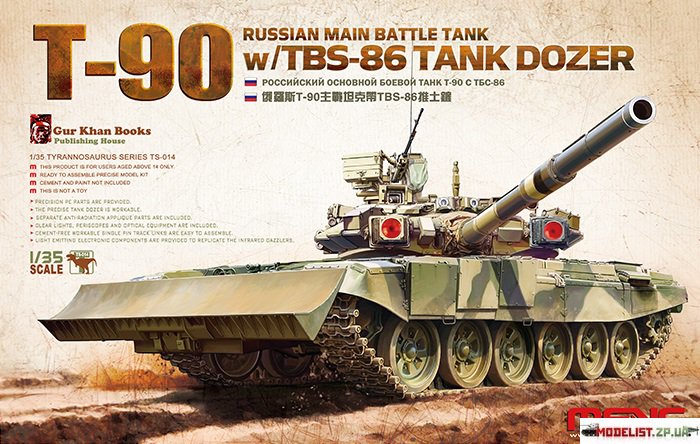 T-90
RUSSIAN MAIN BATTLE TANK
w/TBS-86 TANK DOZER
РОССИЙСКИЙ ОСНОВНОЙ БОЕВОЙ ТАНК Т-90 С ТБС-86
俄羅斯T-90主戰坦克帶TBS-86推土鏟
Gur Khan Books
Publishing House
1/35 TYRANNOSAURUS SERIES TS-014
THIS PRODUCT IS FOR USERS AGED ABOVE 14 ONLY.
READY TO ASSEMBLE PRECISE MODEL KIT
CEMENT AND PAINT NOT INCLUDED
THIS IS NOT A TOY
PRECISION PE PARTS ARE PROVIDED.
THE PRECISE TANK DOZER IS WORKABLE.
SEPARATE ANTI-RADIATION APPLIQUE PARTS ARE INCLUDED.
CLEAR LIGHTS, PERISCOPES AND OPTICAL EQUIPMENT ARE INCLUDED.
CEMENT-FREE WORKABLE SINGLE PIN TRACK LINKS ARE EASY TO ASSEMBLE.
LIGHT EMITTING ELECTRONIC COMPONENTS ARE PROVIDED TO REPLICATE THE INFRARED DAZZLERS.
1/35
SCALE
TS-014
MENG
MODELIST.ZP.UA